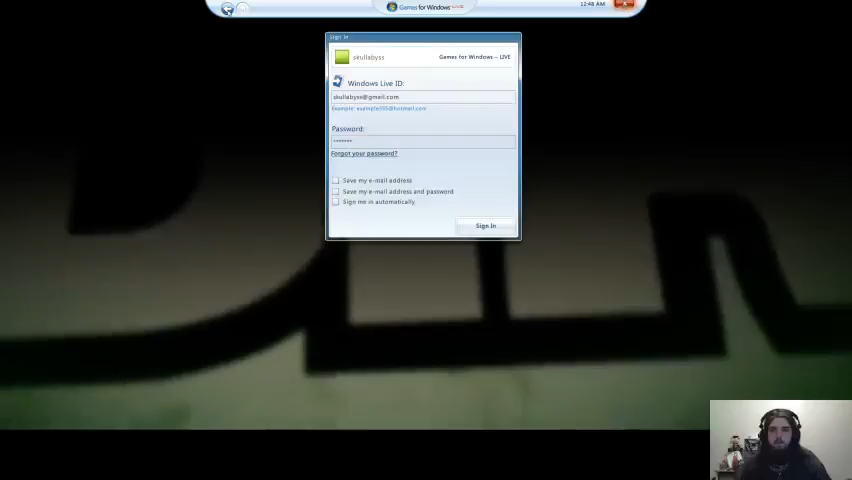 Games for Windows LIVE
12:48 AM
Sign In
skullabyss
Games for Windows – LIVE
Windows Live ID:
skullabyss@gmail.com
Example: example555@hotmail.com
Password:
*******
Forgot your password?
Save my e-mail address
Save my e-mail address and password
Sign me in automatically
Sign In